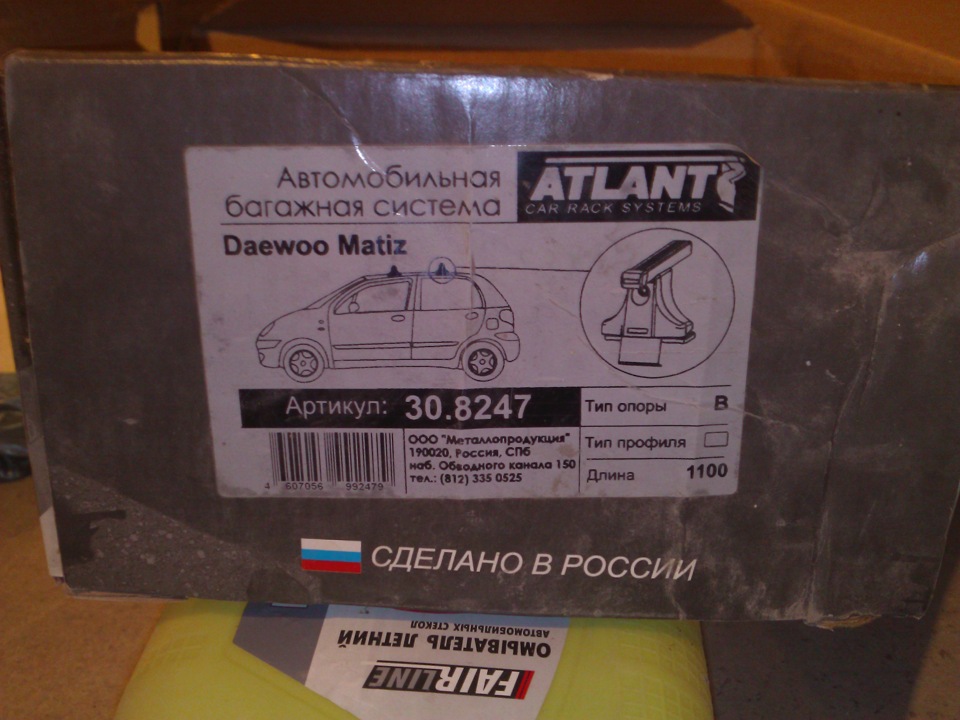 Автомобильная
багажная система
ATLANT
CAR RACK SYSTEMS
Daewoo Matiz
Артикул: 30.8247
Тип опоры B
Тип профиля
Длина 1100
ООО "Металлопродукция"
190020, Россия, СПб
наб. Обводного канала 150
тел.: (812) 335 0525
4 607056 992479
СДЕЛАНО В РОССИИ
FAIRLINE
ОМЫВАТЕЛЬ ЛЕТНИЙ
АВТОМОБИЛЬНЫХ СТЕКОЛ